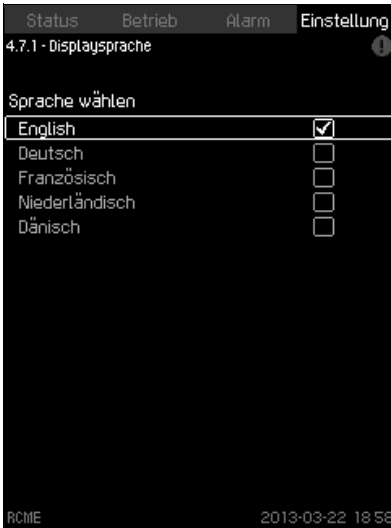 Status Betrieb Alarm Einstellung
4.7.1 - Displaysprache
Sprache wählen
English
Deutsch
Französisch
Niederländisch
Dänisch
RCME 2013-03-22 18:58